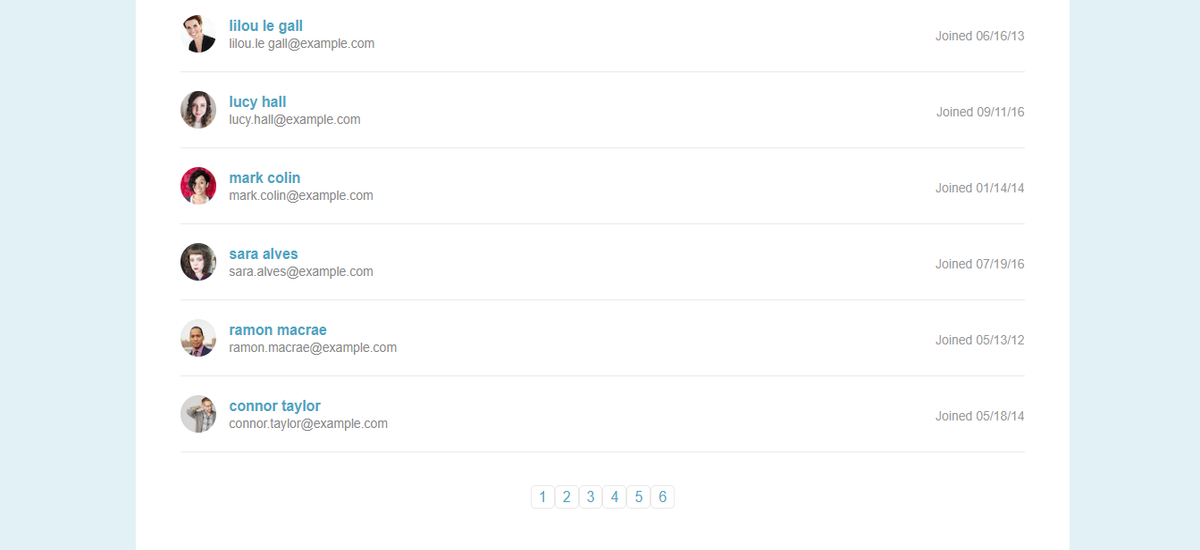 lilou le gall
lilou.le gall@example.com
Joined 06/16/13
lucy hall
lucy.hall@example.com
Joined 09/11/16
mark colin
mark.colin@example.com
Joined 01/14/14
sara alves
sara.alves@example.com
Joined 07/19/16
ramon macrae
ramon.macrae@example.com
Joined 05/13/12
connor taylor
connor.taylor@example.com
Joined 05/18/14
1 2 3 4 5 6